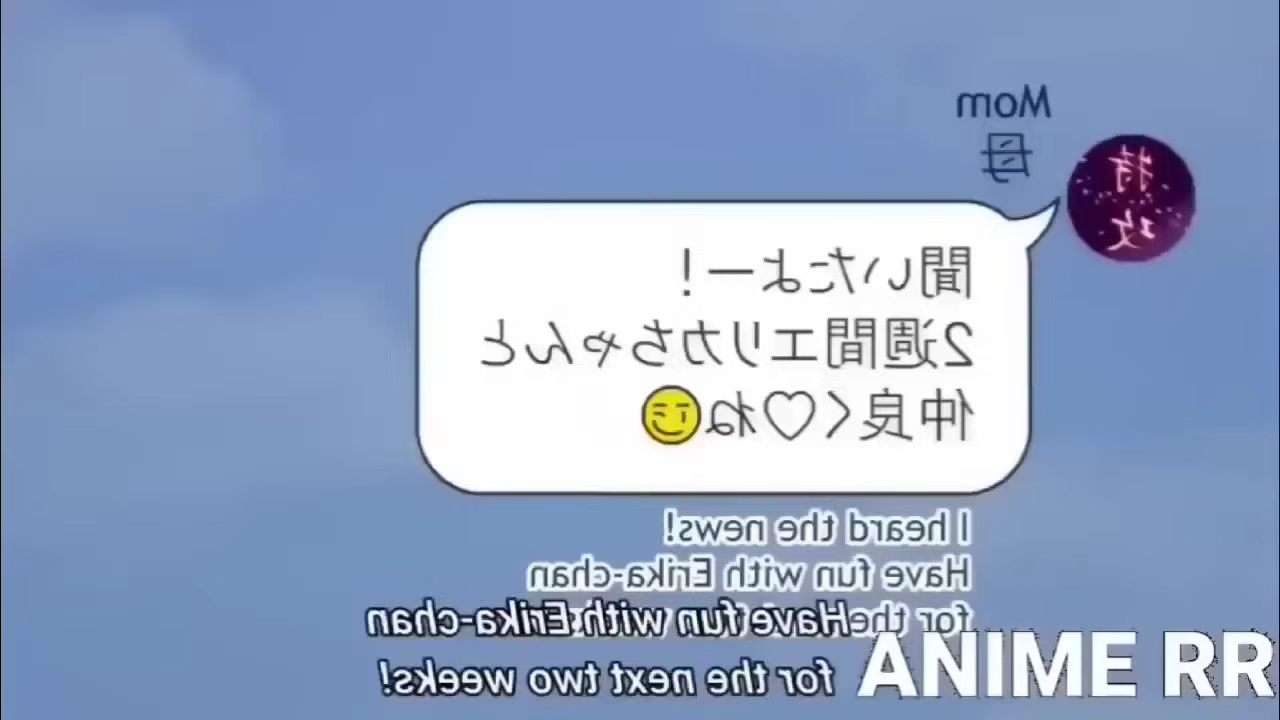 Mom
母
特攻
聞いたよー!
2週間エリカちゃんと
仲良く♡ね😏
I heard the news!
Have fun with Erika-chan
for the
Have fun with Erika-chan
for the next two weeks!
ANIME RR